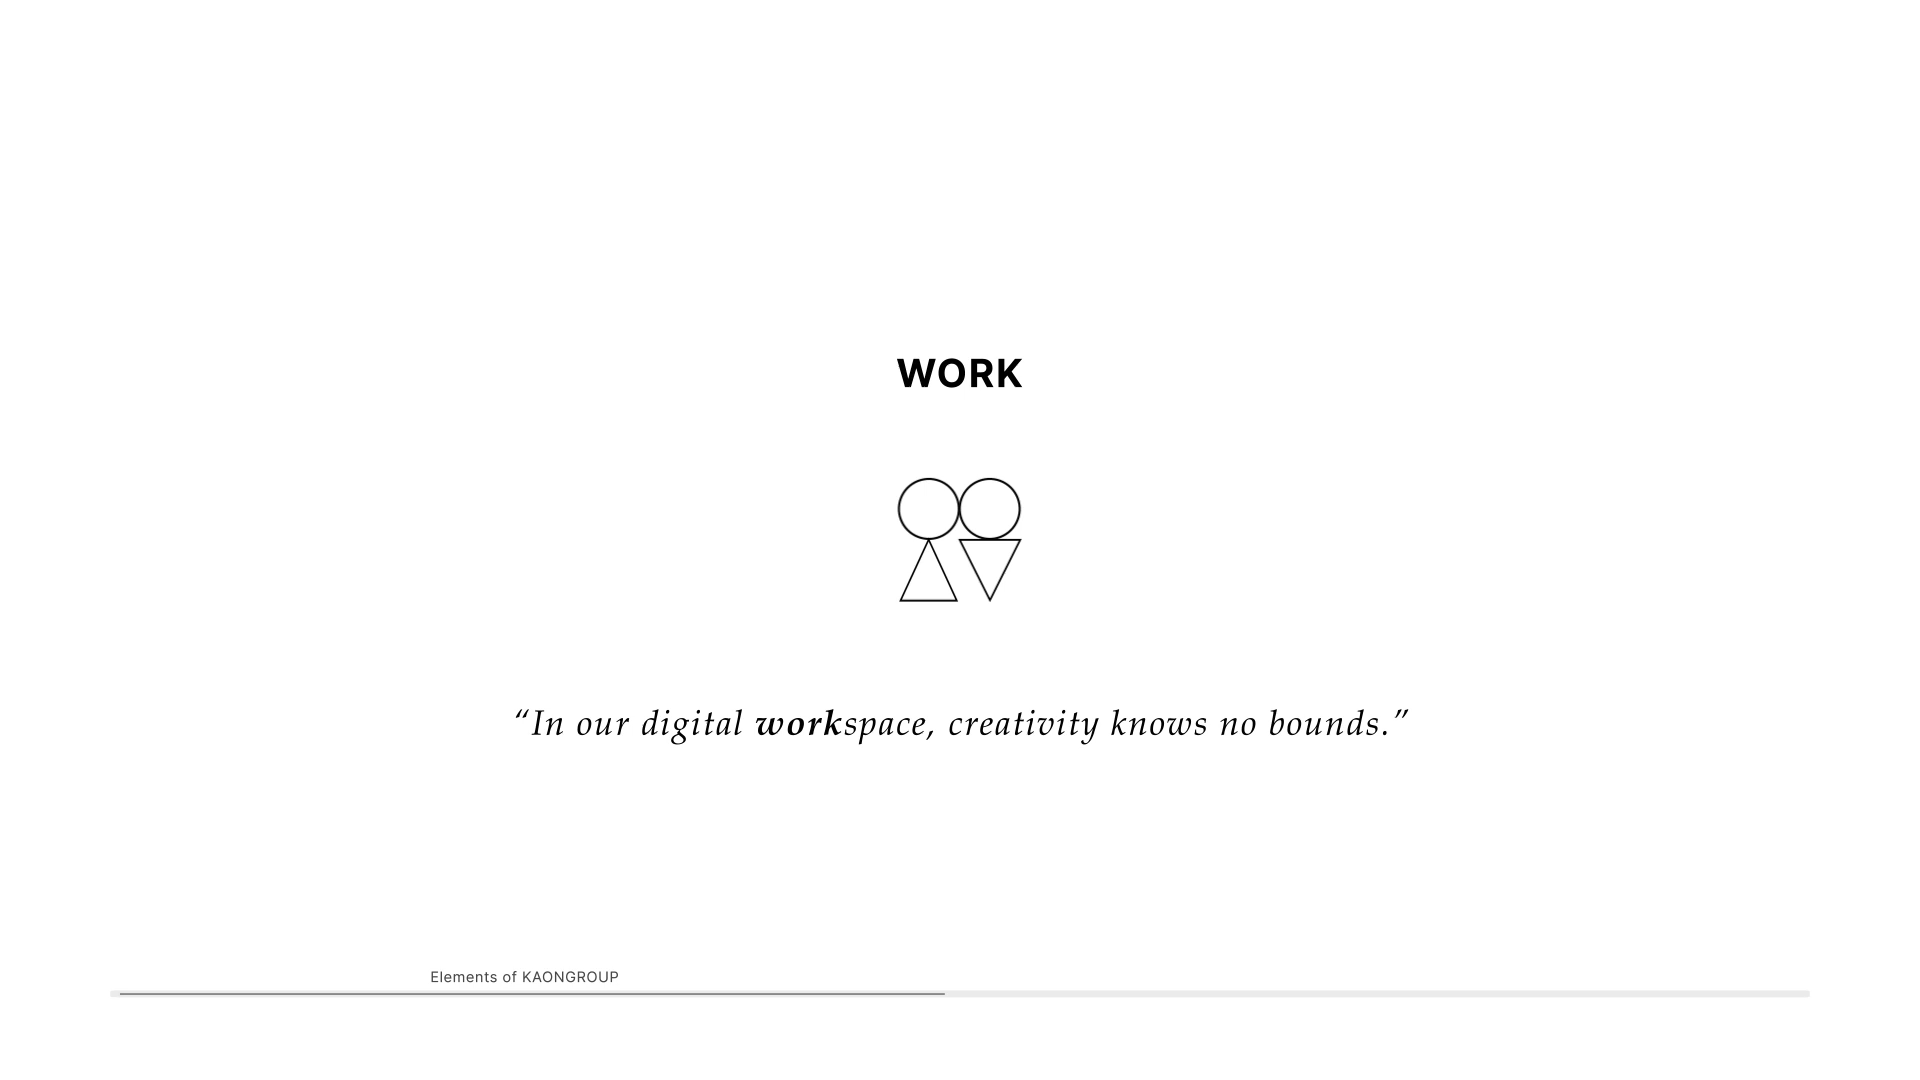 WORK
“In our digital workspace, creativity knows no bounds.”
Elements of KAONGROUP